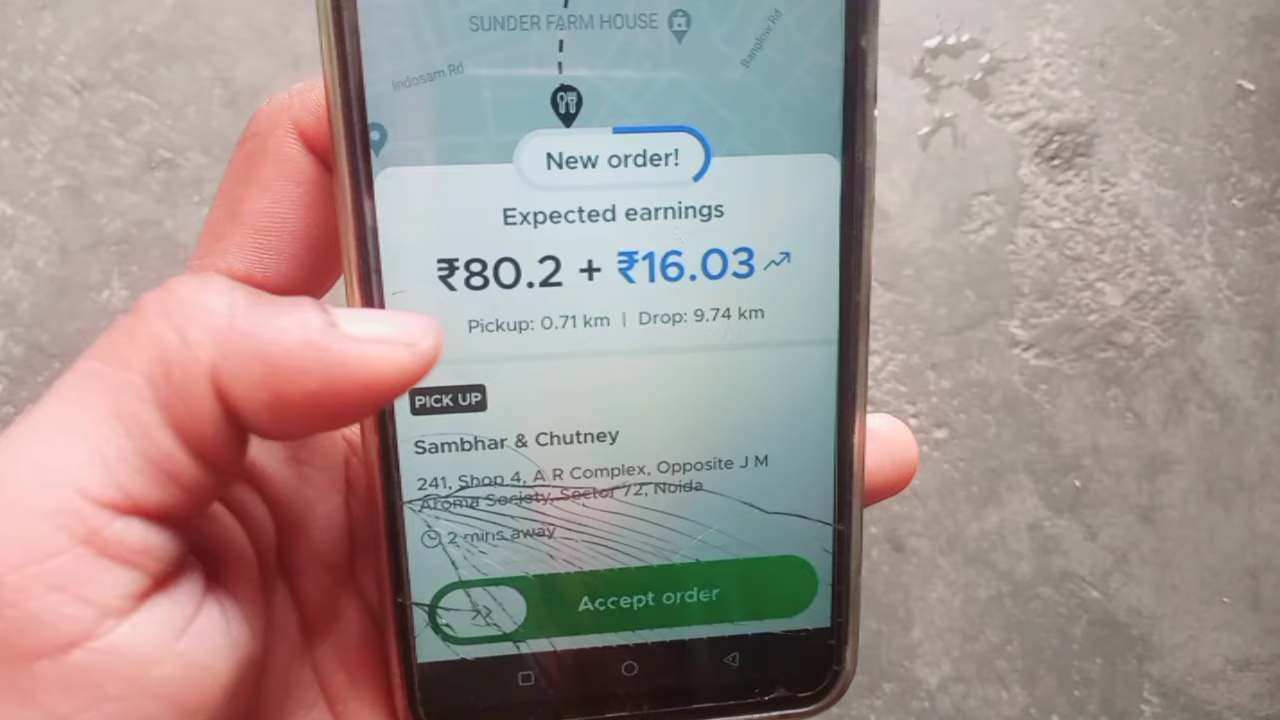 SUNDER FARM HOUSE
Banglow Rd
Indosam Rd
New order!
Expected earnings
₹80.2 + ₹16.03
Pickup: 0.71 km | Drop: 9.74 km
PICK UP
Sambhar & Chutney
241, Shop 4, A R Complex, Opposite J M
Aroma Society, Sector 72, Noida
2 mins away
Accept order